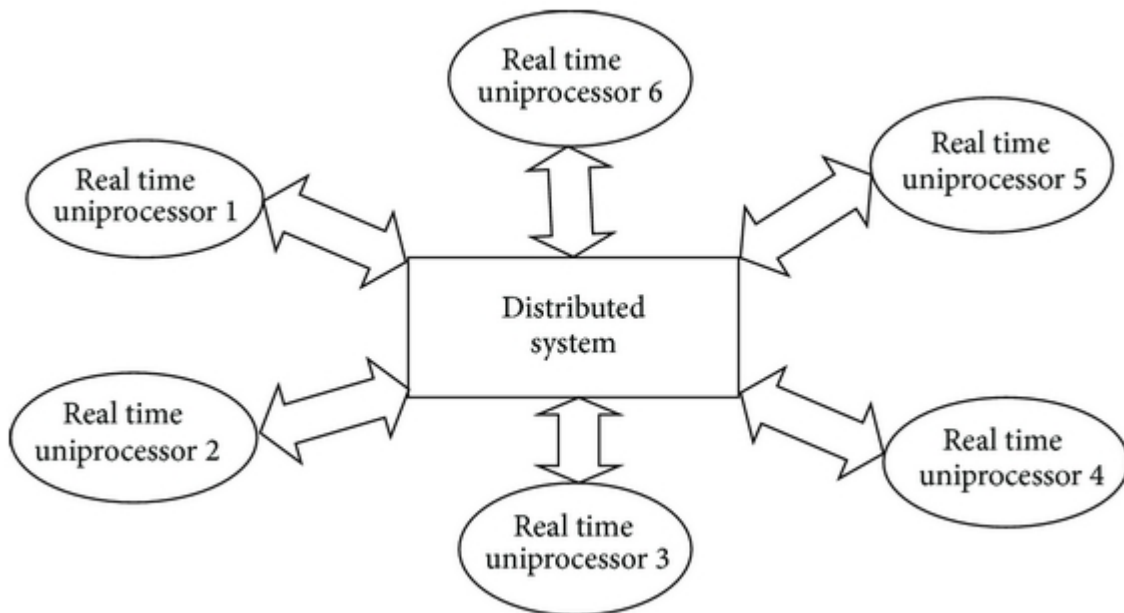 Real time
uniprocessor 6
Real time
uniprocessor 5
Real time
uniprocessor 1
Distributed
system
Real time
uniprocessor 2
Real time
uniprocessor 4
Real time
uniprocessor 3